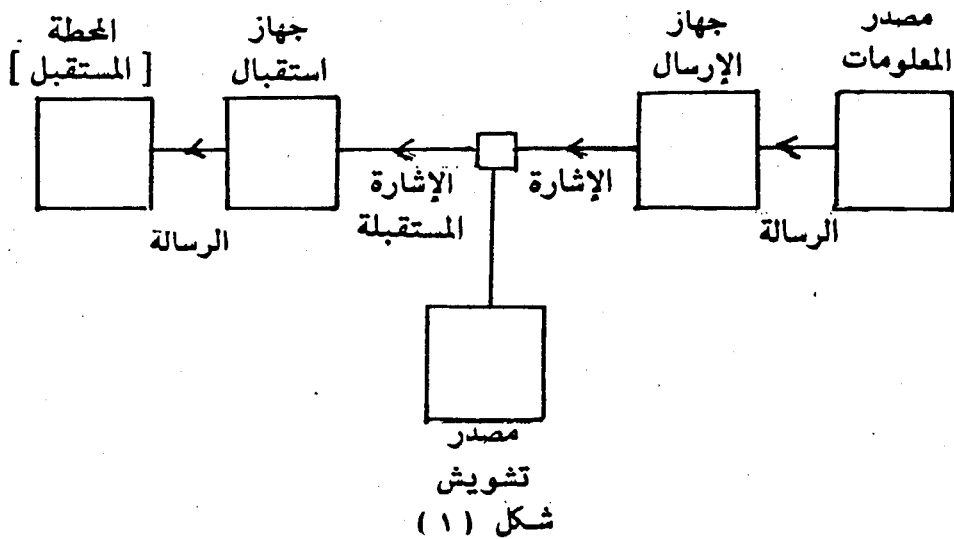 مصدر
المعلومات
جهاز
الإرسال
جهاز
استقبال
المحطة
[ المستقبل ]
الرسالة
الإشارة
الإشارة
المستقبلة
الرسالة
مصدر
تشويش
شكل ( ١ )